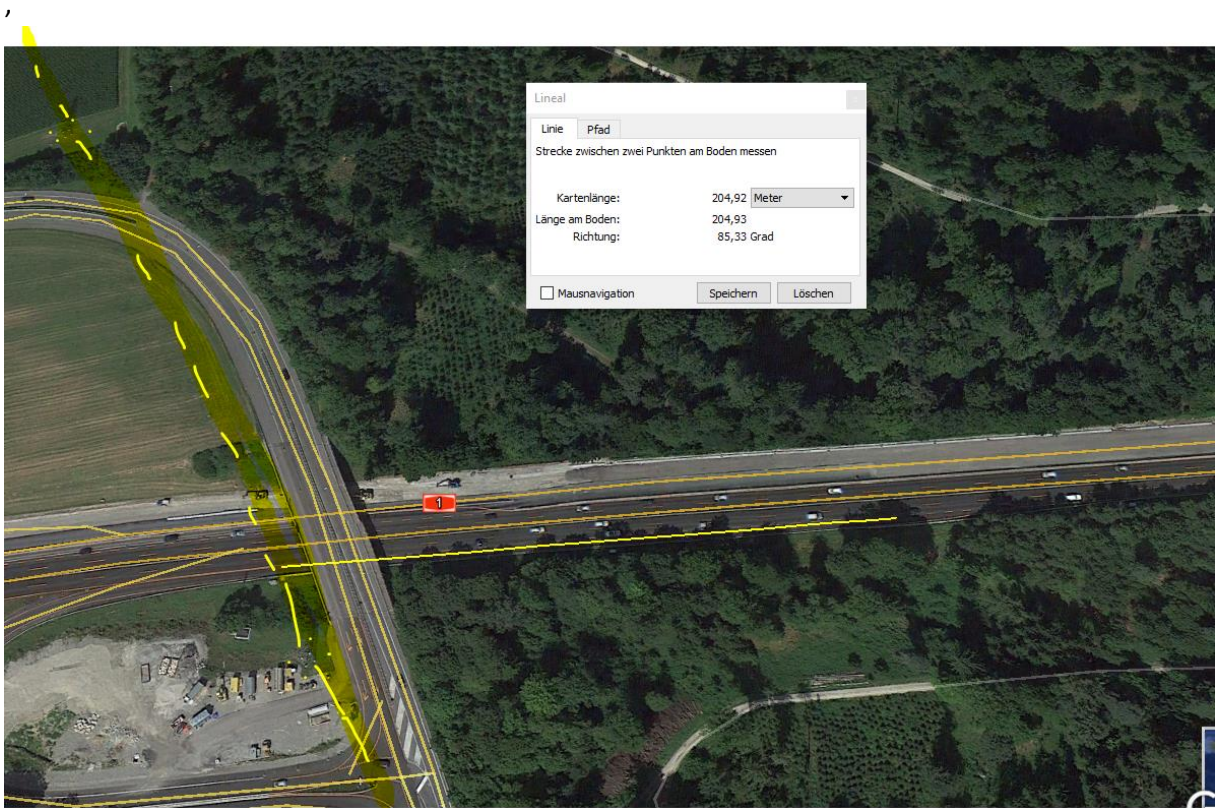 ,
Lineal
Linie Pfad
Strecke zwischen zwei Punkten am Boden messen
Kartenlänge: 204,92 Meter
Länge am Boden: 204,93
Richtung: 85,33 Grad
Mausnavigation Speichern Löschen
1